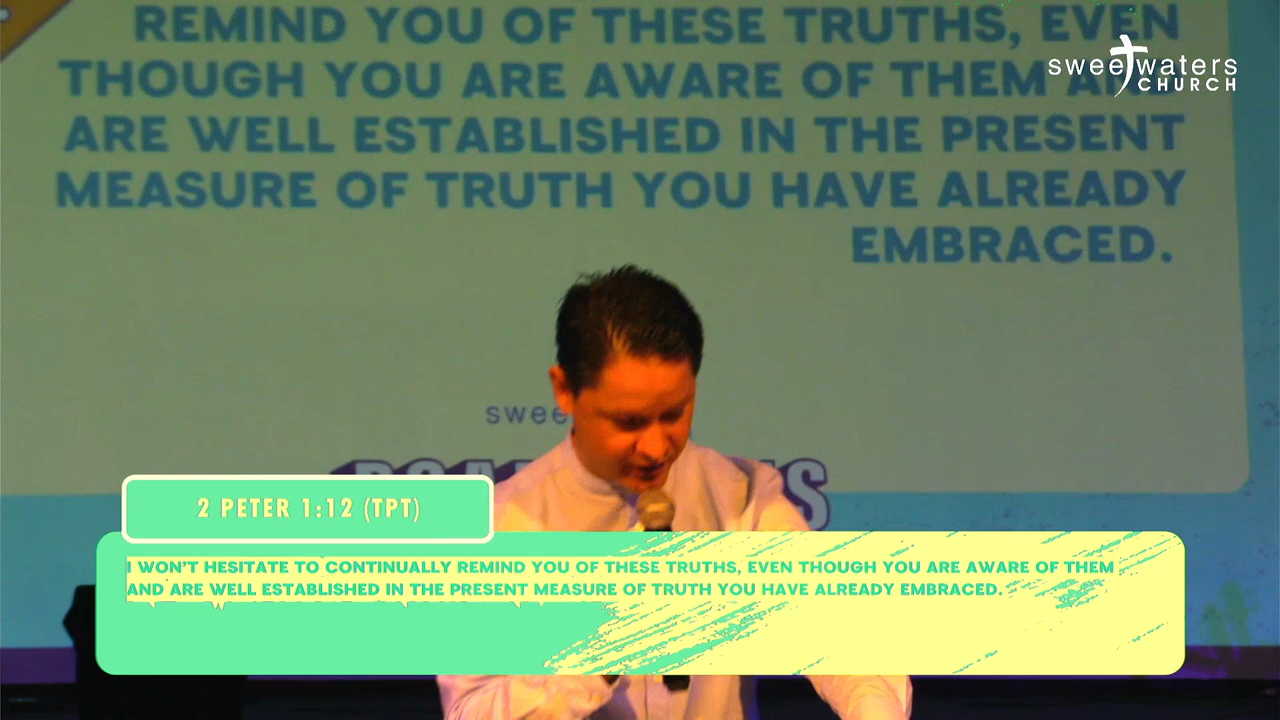 REMIND YOU OF THESE TRUTHS, EVEN
THOUGH YOU ARE AWARE OF THEM
ARE WELL ESTABLISHED IN THE PRESENT
MEASURE OF TRUTH YOU HAVE ALREADY
EMBRACED.
sweetwaters
CHURCH
swee
2 PETER 1:12 (TPT)
I WON'T HESITATE TO CONTINUALLY REMIND YOU OF THESE TRUTHS, EVEN THOUGH YOU ARE AWARE OF THEM
AND ARE WELL ESTABLISHED IN THE PRESENT MEASURE OF TRUTH YOU HAVE ALREADY EMBRACED.